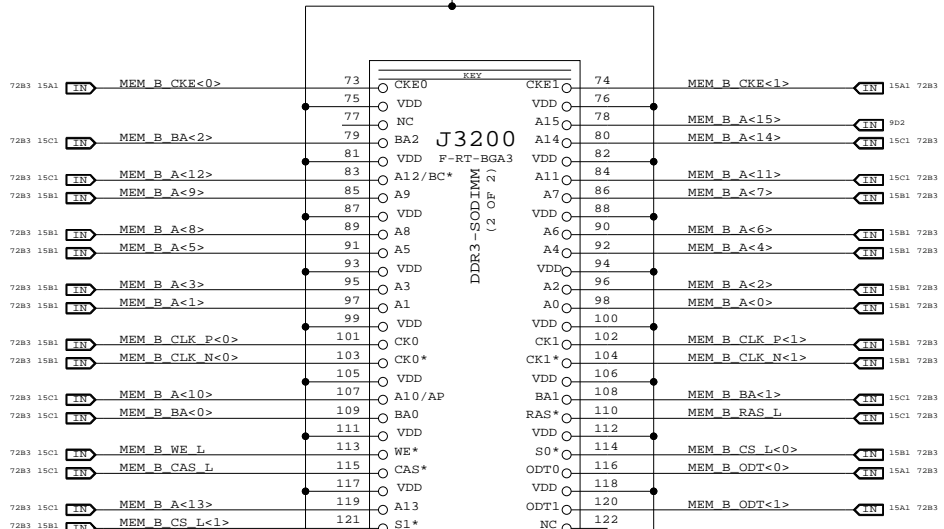 KEY
72B3 15A1 IN MEM_B_CKE<0> 73 CKE0 CKE1 74 MEM_B_CKE<1> IN 15A1 72B3
75 VDD VDD 76
77 NC A15 78 MEM_B_A<15> IN 9D2
72B3 15C1 IN MEM_B_BA<2> 79 BA2 J3200 A14 80 MEM_B_A<14> IN 15C1 72B3
81 VDD F-RT-BGA3 VDD 82
72B3 15C1 IN MEM_B_A<12> 83 A12/BC* A11 84 MEM_B_A<11> IN 15C1 72B3
72B3 15B1 IN MEM_B_A<9> 85 A9 A7 86 MEM_B_A<7> IN 15B1 72B3
DDR3-SODIMM
(2 OF 2)
87 VDD VDD 88
72B3 15B1 IN MEM_B_A<8> 89 A8 A6 90 MEM_B_A<6> IN 15B1 72B3
72B3 15B1 IN MEM_B_A<5> 91 A5 A4 92 MEM_B_A<4> IN 15B1 72B3
93 VDD VDD 94
72B3 15B1 IN MEM_B_A<3> 95 A3 A2 96 MEM_B_A<2> IN 15B1 72B3
72B3 15B1 IN MEM_B_A<1> 97 A1 A0 98 MEM_B_A<0> IN 15B1 72B3
99 VDD VDD 100
72B3 15B1 IN MEM_B_CLK_P<0> 101 CK0 CK1 102 MEM_B_CLK_P<1> IN 15B1 72B3
72B3 15B1 IN MEM_B_CLK_N<0> 103 CK0* CK1* 104 MEM_B_CLK_N<1> IN 15B1 72B3
105 VDD VDD 106
72B3 15C1 IN MEM_B_A<10> 107 A10/AP BA1 108 MEM_B_BA<1> IN 15C1 72B3
72B3 15C1 IN MEM_B_BA<0> 109 BA0 RAS* 110 MEM_B_RAS_L IN 15C1 72B3
111 VDD VDD 112
72B3 15C1 IN MEM_B_WE_L 113 WE* S0* 114 MEM_B_CS_L<0> IN 15B1 72B3
72B3 15C1 IN MEM_B_CAS_L 115 CAS* ODT0 116 MEM_B_ODT<0> IN 15A1 72B3
117 VDD VDD 118
72B3 15C1 IN MEM_B_A<13> 119 A13 ODT1 120 MEM_B_ODT<1> IN 15A1 72B3
72B3 15B1 IN MEM_B_CS_L<1> 121 S1* NC 122